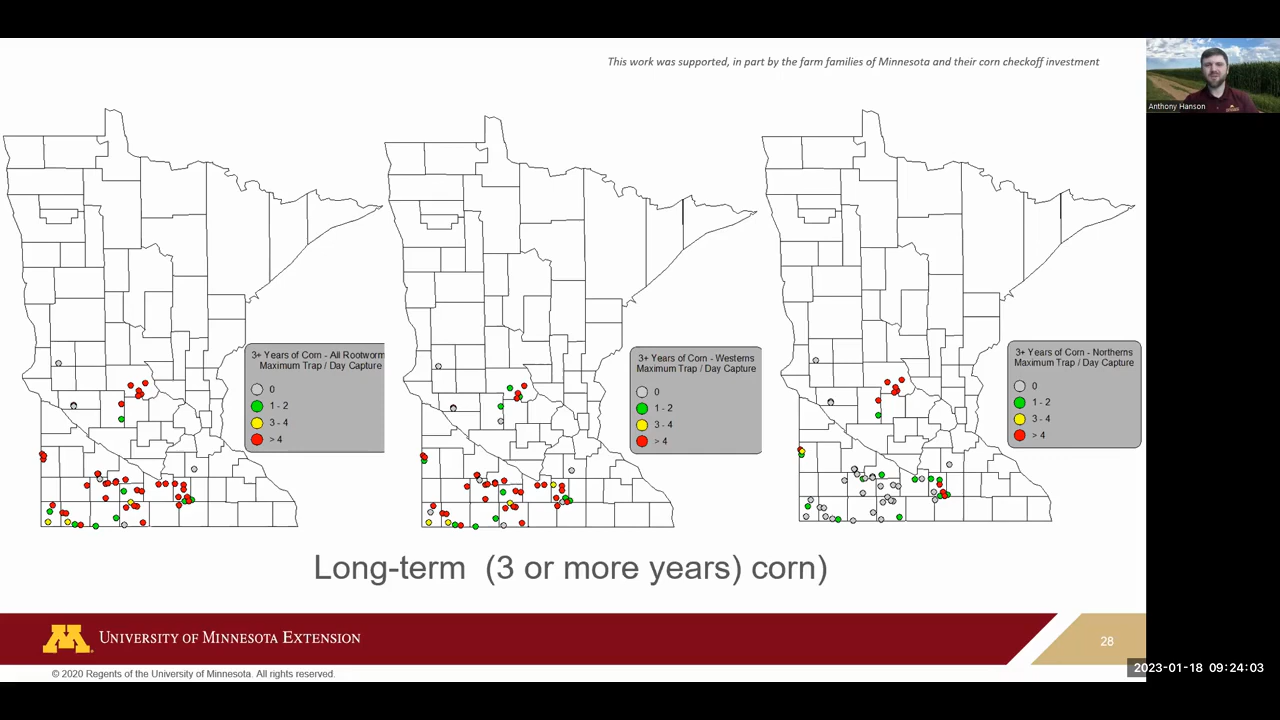 This work was supported, in part by the farm families of Minnesota and their corn checkoff investment
Anthony Hanson
3+ Years of Corn - All Rootworm
Maximum Trap / Day Capture
0
1 - 2
3 - 4
> 4
3+ Years of Corn - Westerns
Maximum Trap / Day Capture
0
1 - 2
3 - 4
> 4
3+ Years of Corn - Northerns
Maximum Trap / Day Capture
0
1 - 2
3 - 4
> 4
Long-term (3 or more years) corn)
M
UNIVERSITY OF MINNESOTA EXTENSION
28
2023-01-18 09:24:03
© 2020 Regents of the University of Minnesota. All rights reserved.